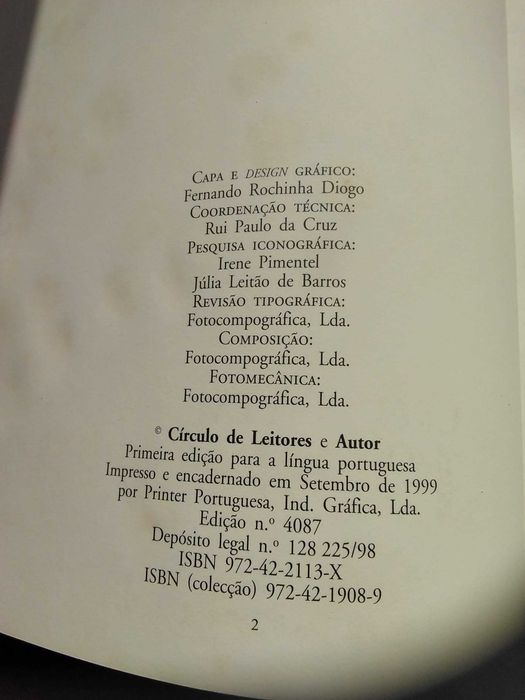 CAPA E DESIGN GRÁFICO:
Fernando Rochinha Diogo
COORDENAÇÃO TÉCNICA:
Rui Paulo da Cruz
PESQUISA ICONOGRÁFICA:
Irene Pimentel
Júlia Leitão de Barros
REVISÃO TIPOGRÁFICA:
Fotocompográfica, Lda.
COMPOSIÇÃO:
Fotocompográfica, Lda.
FOTOMECÂNICA:
Fotocompográfica, Lda.
© Círculo de Leitores e Autor
Primeira edição para a língua portuguesa
Impresso e encadernado em Setembro de 1999
por Printer Portuguesa, Ind. Gráfica, Lda.
Edição n.º 4087
Depósito legal n.º 128 225/98
ISBN 972-42-2113-X
ISBN (colecção) 972-42-1908-9
2